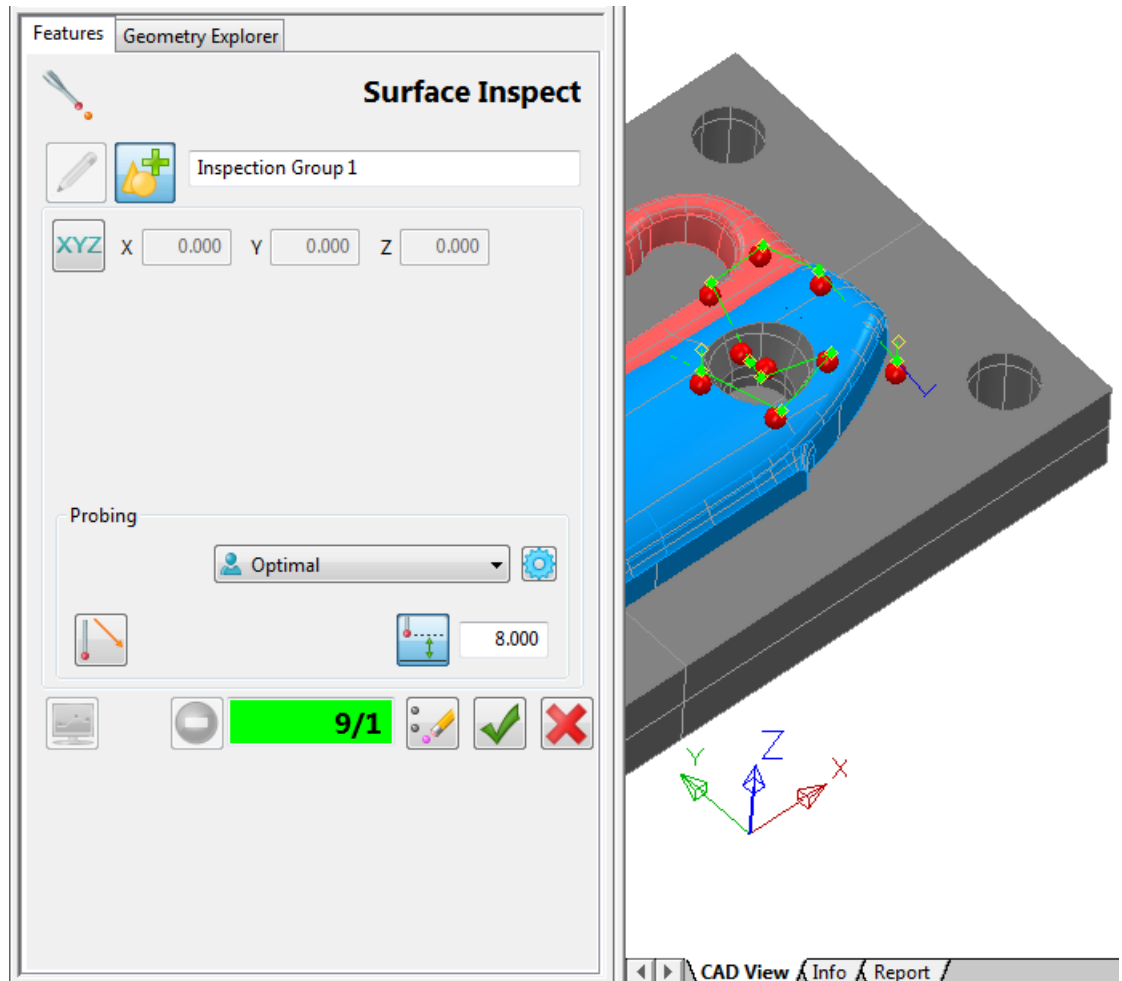 Features Geometry Explorer
Surface Inspect
Inspection Group 1
XYZ X 0.000 Y 0.000 Z 0.000
Probing
Optimal
8.000
9/1
Z
Y
X
CAD View Info Report